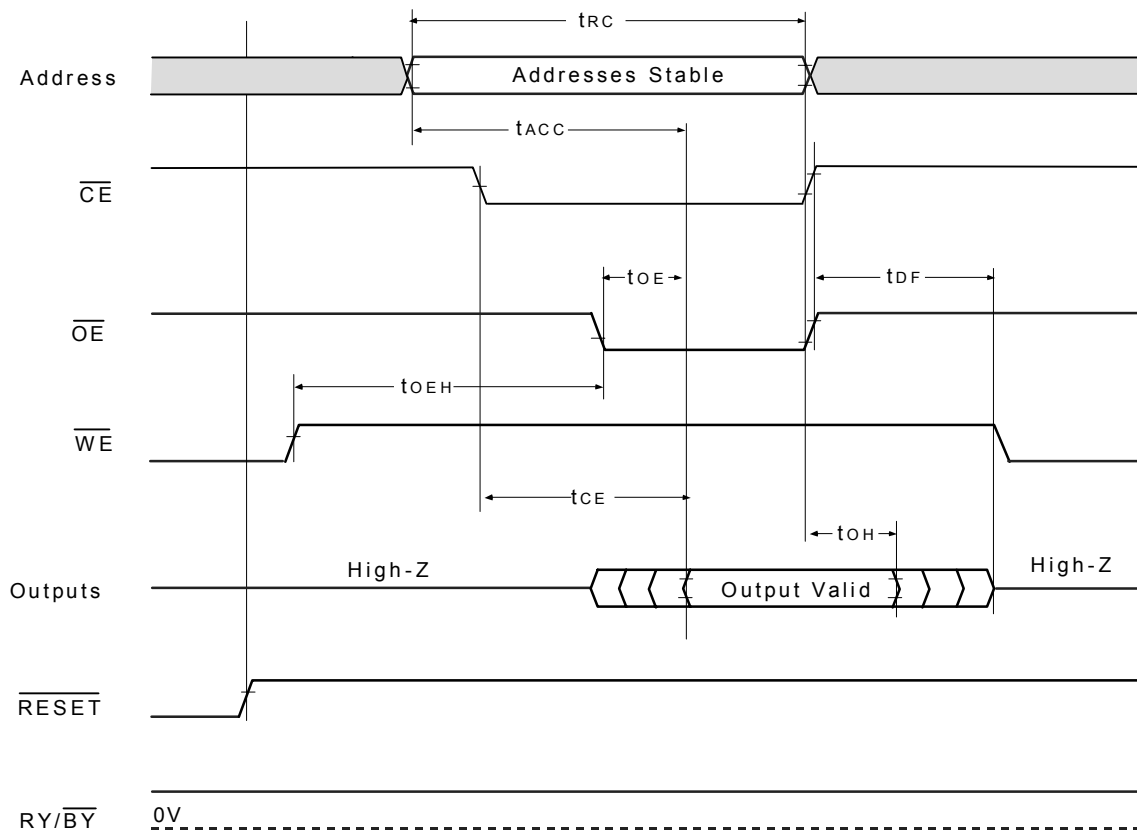 tRC
Address
Addresses Stable
tACC
CE
tOE
tDF
OE
tOEH
WE
tCE
tOH
High-Z
High-Z
Outputs
Output Valid
RESET
RY/BY
0V